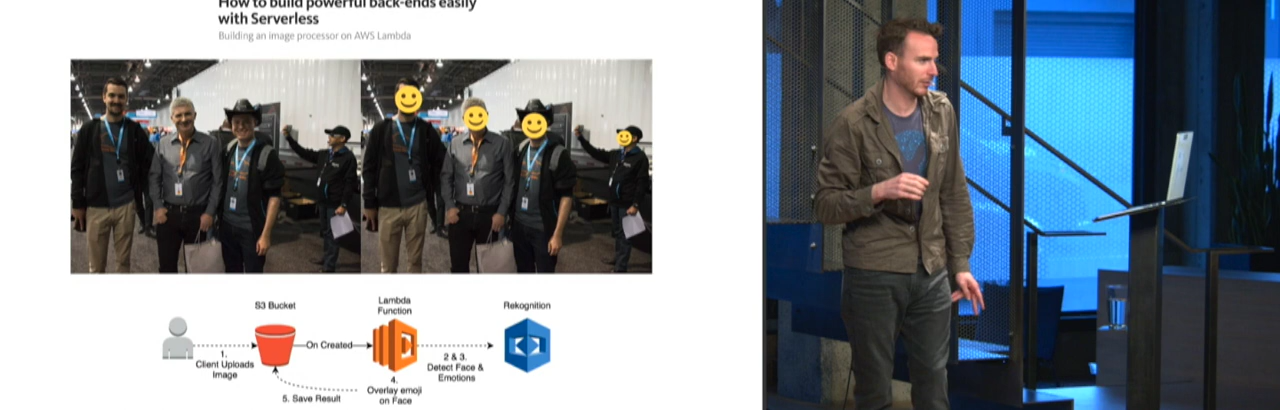 How to build powerful back-ends easily
with Serverless
Building an image processor on AWS Lambda
S3 Bucket
Lambda
Function
Rekognition
On Created
1.
Client Uploads
Image
2 & 3.
Detect Face &
Emotions
4.
Overlay emoji
on Face
5. Save Result